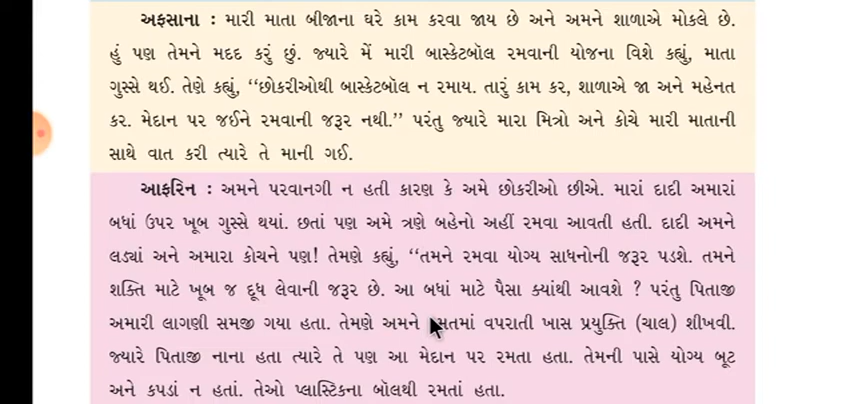 અફસાના : મારી માતા બીજાના ઘરે કામ કરવા જાય છે અને અમને શાળાએ મોકલે છે.
હું પણ તેમને મદદ કરું છું. જ્યારે મેં મારી બાસ્કેટબૉલ રમવાની યોજના વિશે કહ્યું, માતા
ગુસ્સે થઈ. તેણે કહ્યું, ‘‘છોકરીઓથી બાસ્કેટબૉલ ન રમાય. તારું કામ કર, શાળાએ જા અને મહેનત
કર. મેદાન પર જઈને રમવાની જરૂર નથી.’’ પરંતુ જ્યારે મારા મિત્રો અને કોચે મારી માતાની
સાથે વાત કરી ત્યારે તે માની ગઈ.
આફરિન : અમને પરવાનગી ન હતી કારણ કે અમે છોકરીઓ છીએ. મારાં દાદી અમારાં
બધાં ઉપર ખૂબ ગુસ્સે થયાં. છતાં પણ અમે ત્રણે બહેનો અહીં રમવા આવતી હતી. દાદી અમને
લડ્યાં અને અમારા કોચને પણ! તેમણે કહ્યું, ‘‘તમને રમવા યોગ્ય સાધનોની જરૂર પડશે. તમને
શક્તિ માટે ખૂબ જ દૂધ લેવાની જરૂર છે. આ બધાં માટે પૈસા ક્યાંથી આવશે ? પરંતુ પિતાજી
અમારી લાગણી સમજી ગયા હતા. તેમણે અમને વપરાતી ખાસ પ્રયુક્તિ (ચાલ) શીખવી.
જ્યારે પિતાજી નાના હતા ત્યારે તે પણ આ મેદાન પર રમતા હતા. તેમની પાસે યોગ્ય બૂટ
અને કપડાં ન હતાં. તેઓ પ્લાસ્ટિકના બૉલથી રમતાં હતા.